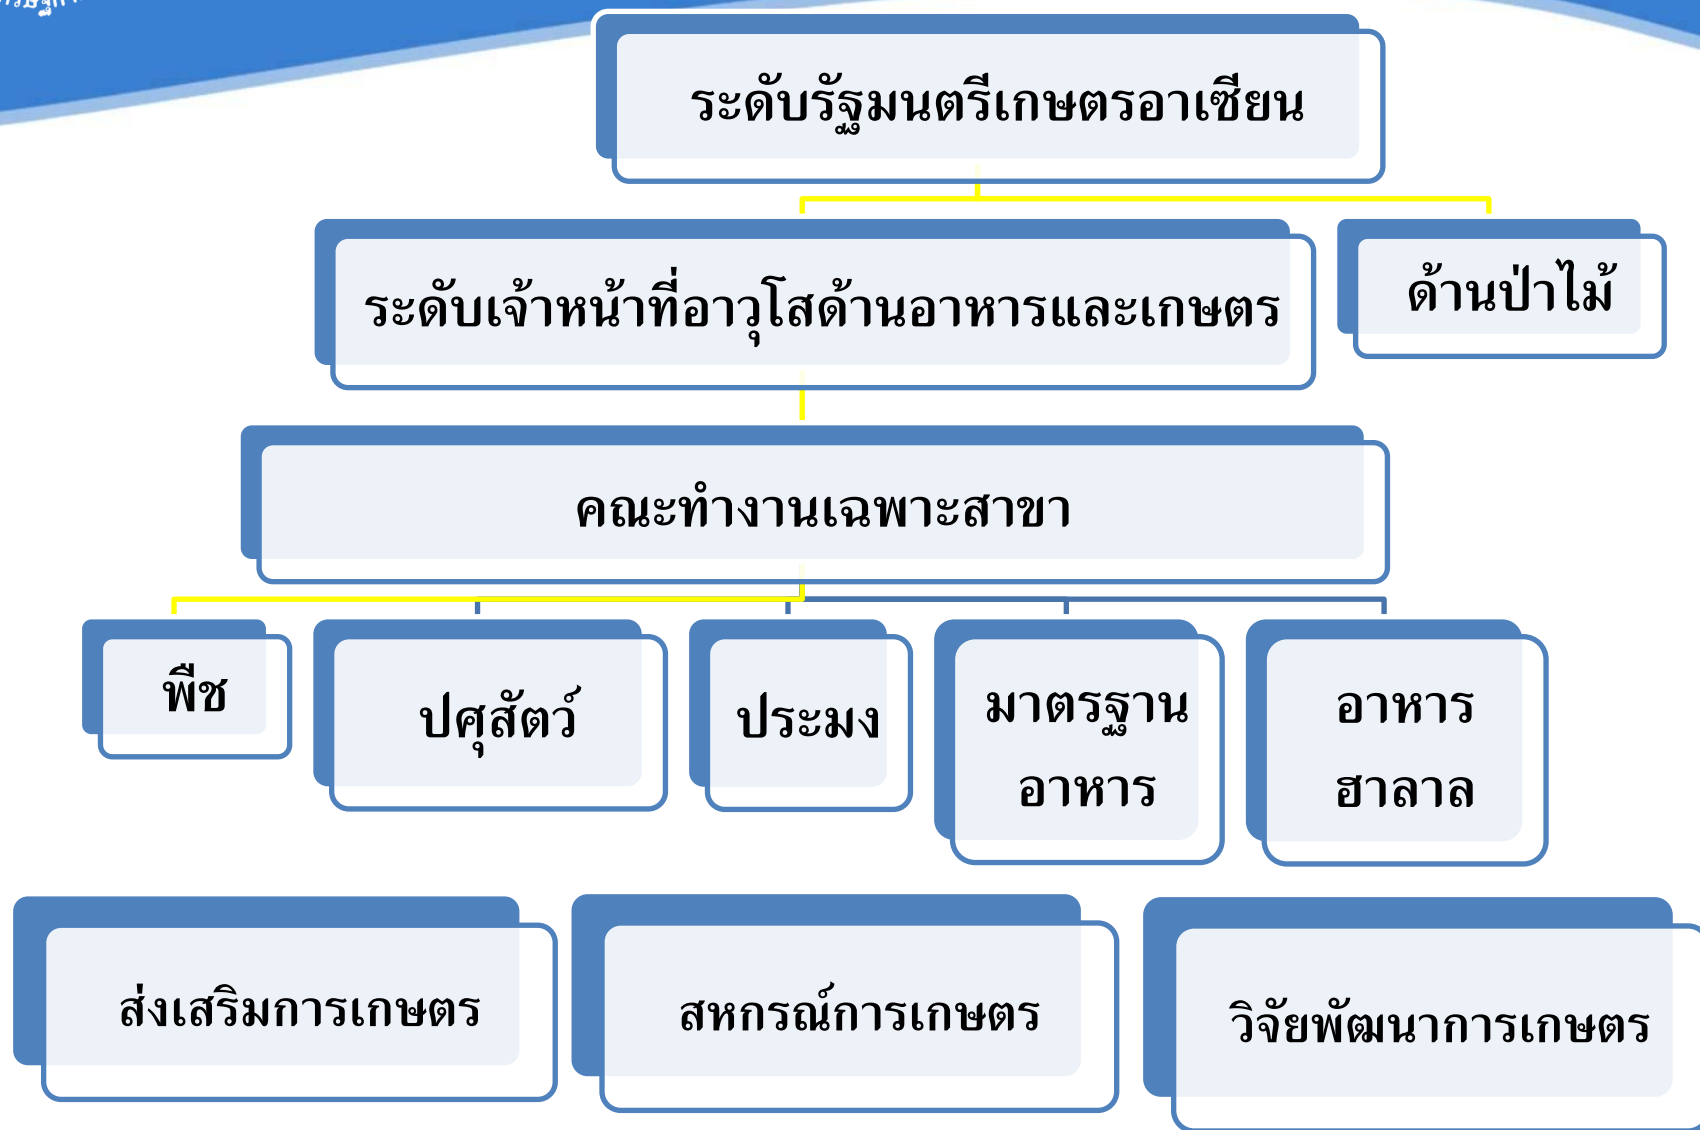 ระดับรัฐมนตรีเกษตรอาเซียน
ระดับเจ้าหน้าที่อาวุโสด้านอาหารและเกษตร
ด้านป่าไม้
คณะทำงานเฉพาะสาขา
พืช
ปศุสัตว์
ประมง
มาตรฐาน
อาหาร
อาหาร
ฮาลาล
ส่งเสริมการเกษตร
สหกรณ์การเกษตร
วิจัยพัฒนาการเกษตร